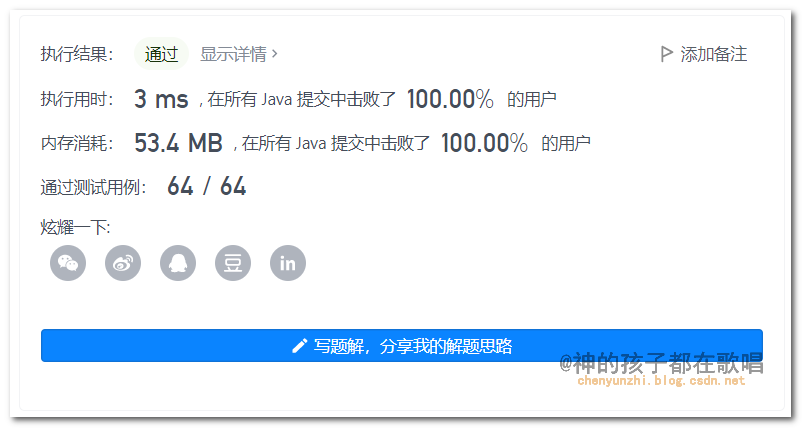 执行结果： 通过 显示详情 › 添加备注
执行用时： 3 ms , 在所有 Java 提交中击败了 100.00% 的用户
内存消耗： 53.4 MB , 在所有 Java 提交中击败了 100.00% 的用户
通过测试用例： 64 / 64
炫耀一下:
豆 in
写题解，分享我的解题思路
@神的孩子都在歌唱
chenyunzhi.blog.csdn.net